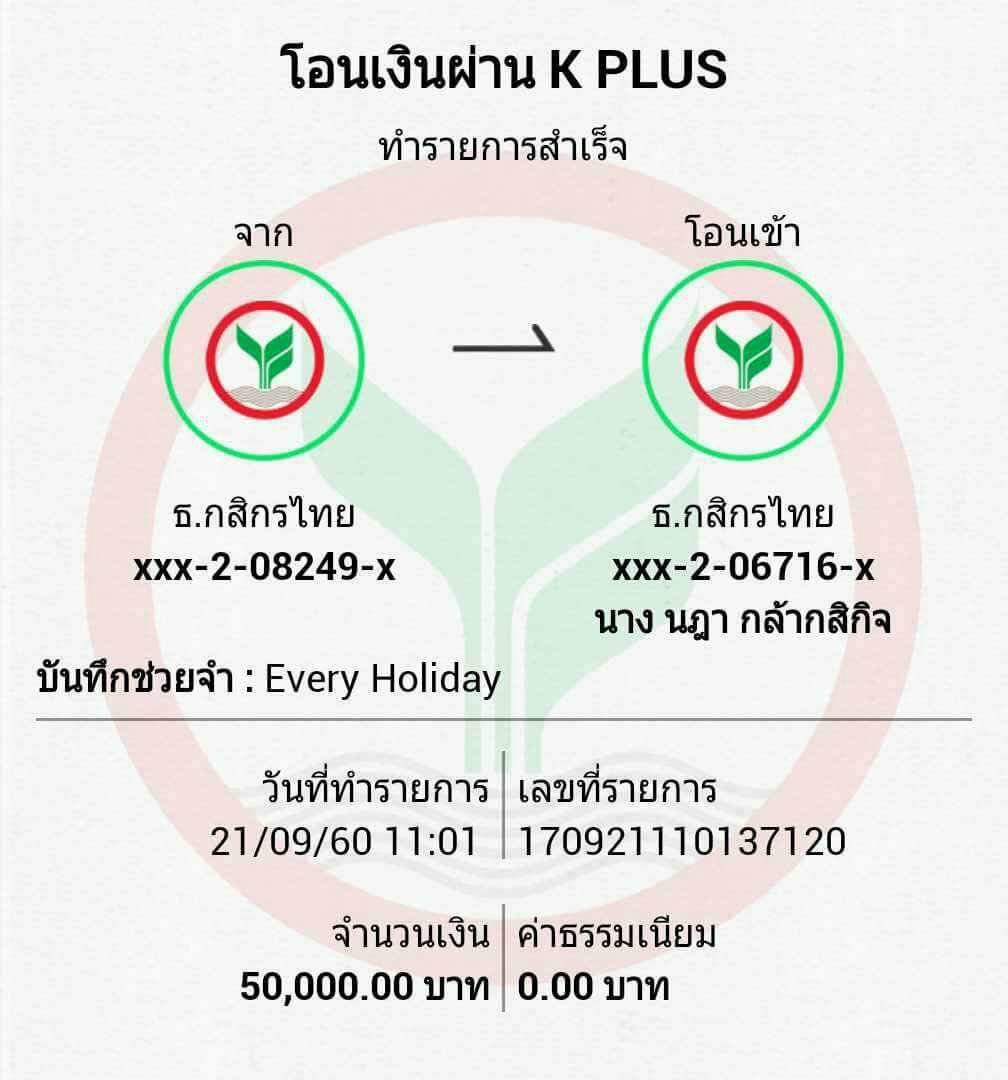 โอนเงินผ่าน K PLUS
ทำรายการสำเร็จ
จาก
โอนเข้า
ธ.กสิกรไทย
xxx-2-08249-x
ธ.กสิกรไทย
xxx-2-06716-x
นาง นฎา กล้ากสิกิจ
บันทึกช่วยจำ : Every Holiday
วันที่ทำรายการ
21/09/60 11:01
เลขที่รายการ
170921110137120
จำนวนเงิน
50,000.00 บาท
ค่าธรรมเนียม
0.00 บาท